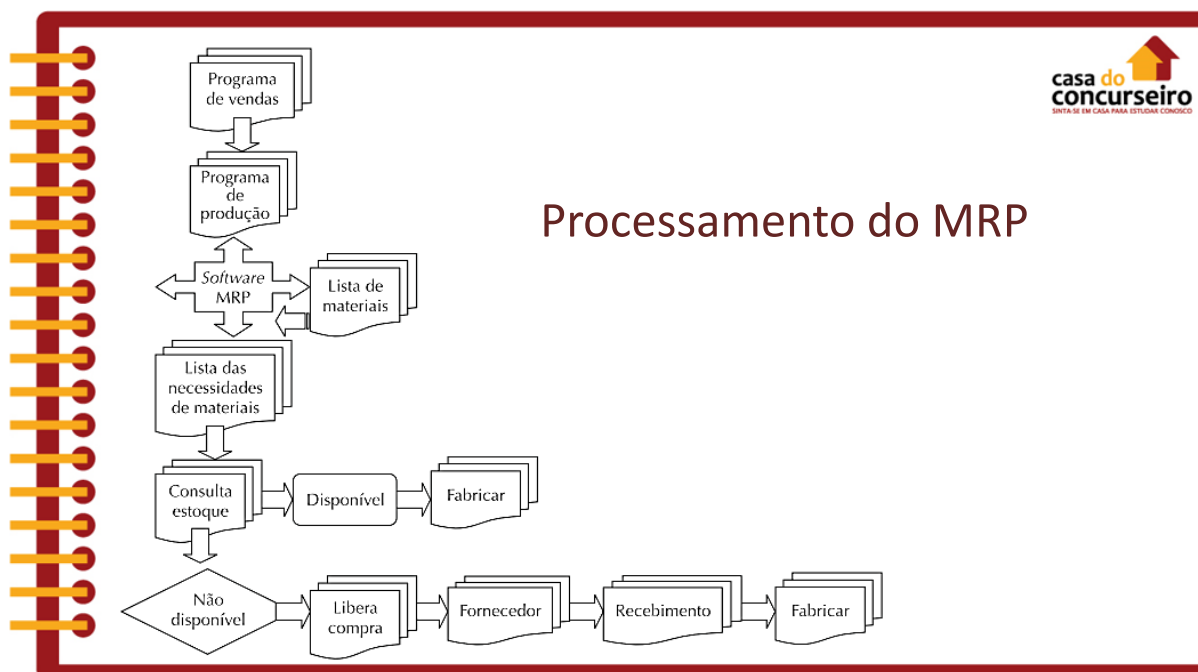 casa do
concurseiro
SINTA-SE EM CASA PARA ESTUDAR CONOSCO
Processamento do MRP
Programa
de vendas
Programa
de
produção
Software
MRP
Lista de
materiais
Lista das
necessidades
de materiais
Consulta
estoque
Disponível
Fabricar
Não
disponível
Libera
compra
Fornecedor
Recebimento
Fabricar